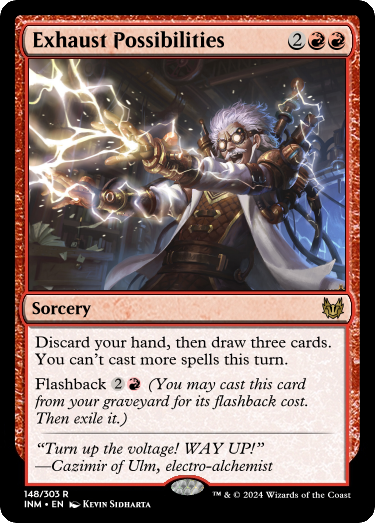 Exhaust Possibilities 2
Sorcery
Discard your hand, then draw three cards.
You can’t cast more spells this turn.
Flashback 2 (You may cast this card
from your graveyard for its flashback cost.
Then exile it.)
“Turn up the voltage! WAY UP!”
—Cazimir of Ulm, electro-alchemist
148/303 R
INM • EN Kevin Sidharta
™ & © 2024 Wizards of the Coast